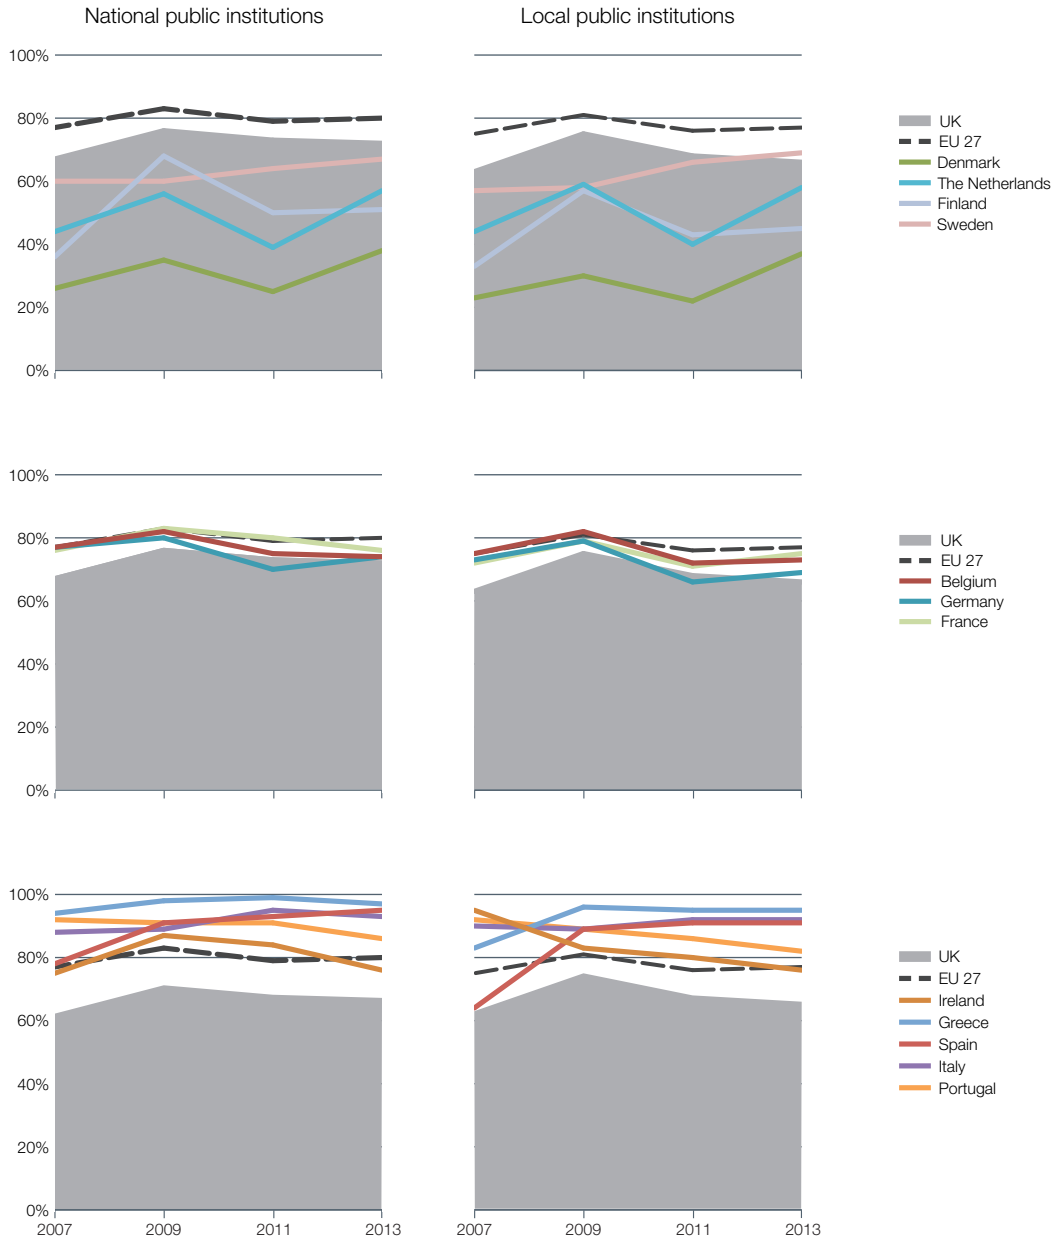 National public institutions
Local public institutions
100%
80%
60%
40%
20%
0%
UK
EU 27
Denmark
The Netherlands
Finland
Sweden
100%
80%
60%
40%
20%
0%
UK
EU 27
Belgium
Germany
France
100%
80%
60%
40%
20%
0%
2007
2009
2011
2013
2007
2009
2011
2013
UK
EU 27
Ireland
Greece
Spain
Italy
Portugal